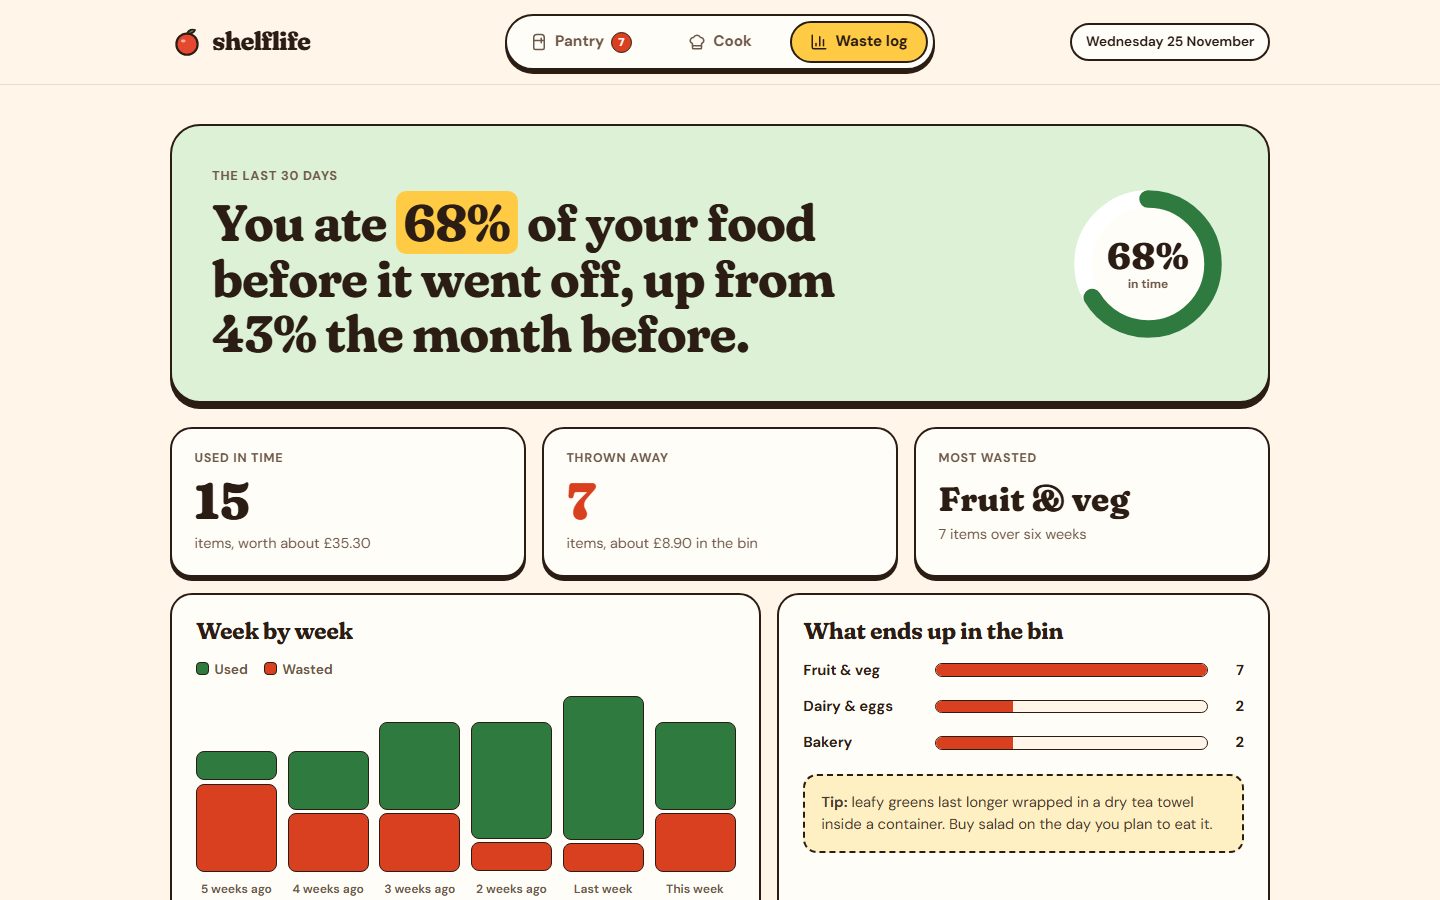 shelflife
Pantry 7
Cook
Waste log
Wednesday 25 November
THE LAST 30 DAYS
You ate 68% of your food
before it went off, up from
43% the month before.
68%
in time
USED IN TIME
15
items, worth about £35.30
THROWN AWAY
7
items, about £8.90 in the bin
MOST WASTED
Fruit & veg
7 items over six weeks
Week by week
Used Wasted
5 weeks ago 4 weeks ago 3 weeks ago 2 weeks ago Last week This week
What ends up in the bin
Fruit & veg 7
Dairy & eggs 2
Bakery 2
Tip: leafy greens last longer wrapped in a dry tea towel
inside a container. Buy salad on the day you plan to eat it.